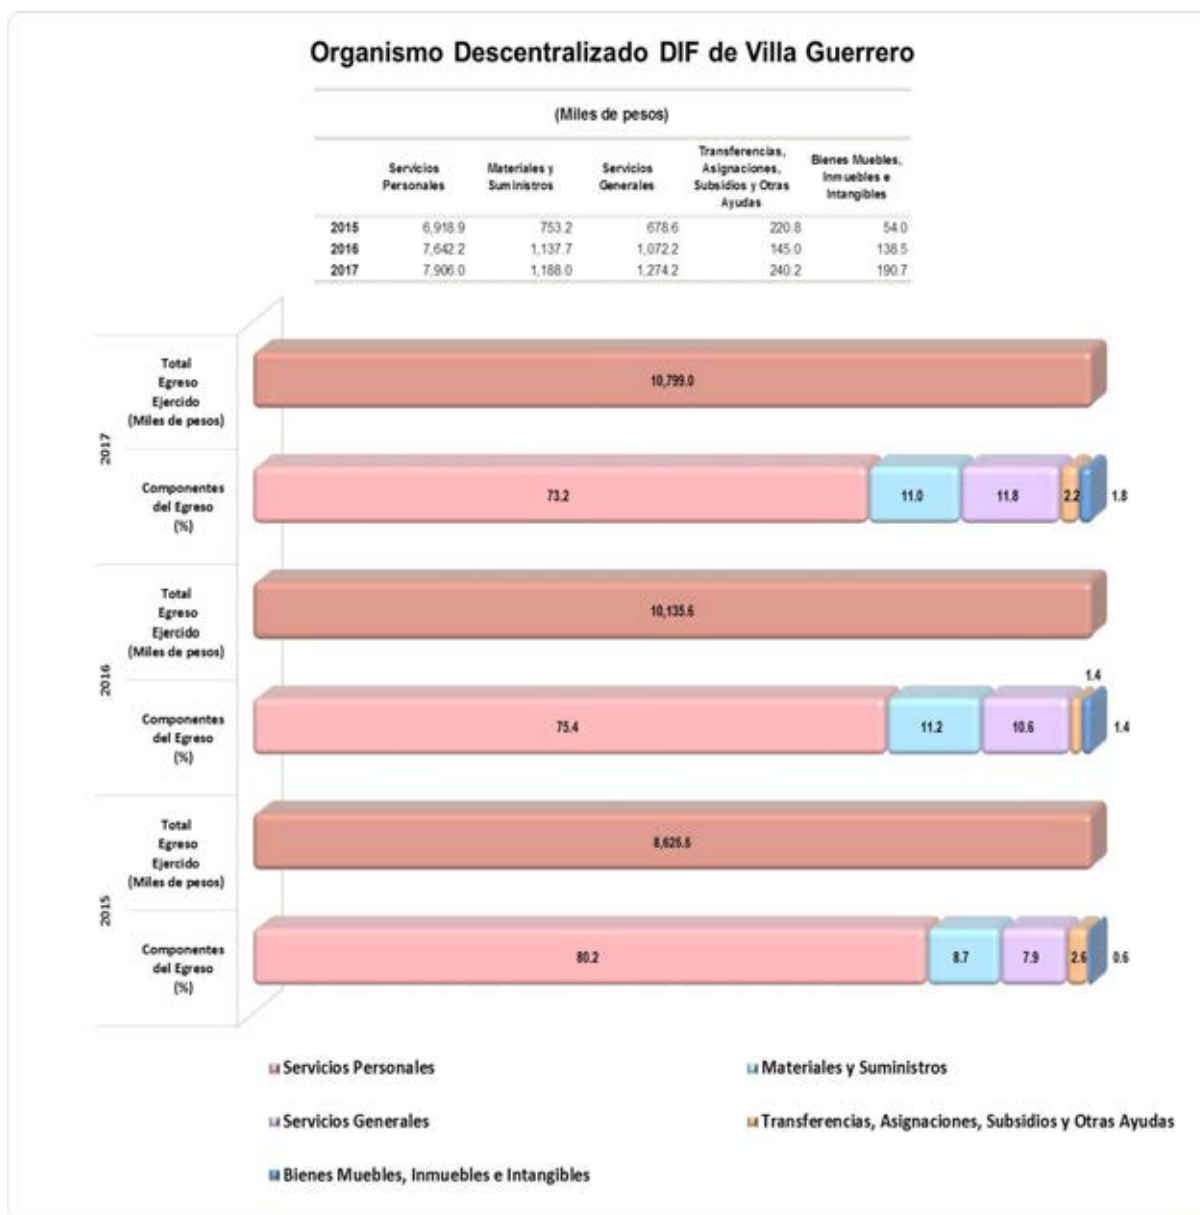 Organismo Descentralizado DIF de Villa Guerrero
(Miles de pesos)
Servicios Personales
Materiales y Suministros
Servicios Generales
Transferencias, Asignaciones, Subsidios y Otras Ayudas
Bienes Muebles, Inmuebles e Intangibles
2015 6,918.9 753.2 678.6 220.8 54.0
2016 7,642.2 1,137.7 1,072.2 145.0 138.5
2017 7,906.0 1,188.0 1,274.2 240.2 190.7
2017
Total
Egreso
Ejercido
(Miles de pesos)
10,799.0
Componentes
del Egreso
(%)
73.2 11.0 11.8 2.2 1.8
2016
Total
Egreso
Ejercido
(Miles de pesos)
10,135.6
Componentes
del Egreso
(%)
75.4 11.2 10.6 1.4 1.4
2015
Total
Egreso
Ejercido
(Miles de pesos)
8,625.5
Componentes
del Egreso
(%)
80.2 8.7 7.9 2.6 0.6
Servicios Personales
Materiales y Suministros
Servicios Generales
Transferencias, Asignaciones, Subsidios y Otras Ayudas
Bienes Muebles, Inmuebles e Intangibles